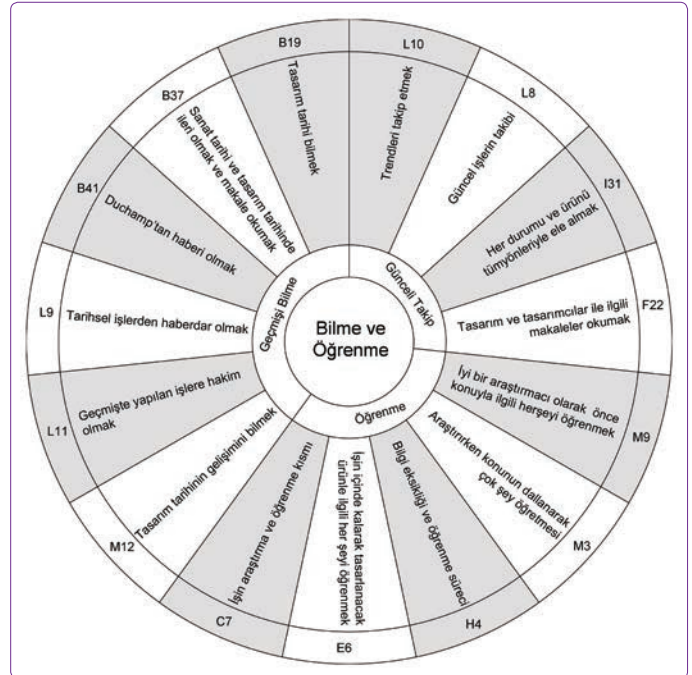 Bilme ve
Öğrenme
Geçmişi Bilme
Günceli Takip
Öğrenme
L10
Trendleri takip etmek
L8
Güncel işlerin takibi
I31
Her durumu ve ürünü
tümyönleriyle ele almak
F22
Tasarım ve tasarımcılar ile ilgili
makaleler okumak
M9
İyi bir araştırmacı olarak önce
konuyla ilgili herşeyi öğrenmek
M3
Araştırırken konunun dallanarak
çok şey öğretmesi
H4
Bilgi eksikliği ve öğrenme süreci
E6
İşin içinde kalarak tasarlanacak
ürünle ilgili her şeyi öğrenmek
C7
İşin araştırma ve öğrenme kısmı
M12
Tasarım tarihinin gelişimini bilmek
L11
Geçmişte yapılan işlere hakim
olmak
L9
Tarihsel işlerden haberdar olmak
B41
Duchamp'tan haberi olmak
B37
Sanat tarihi ve tasarım tarihinde
ileri olmak ve makale okumak
B19
Tasarım tarihi bilmek